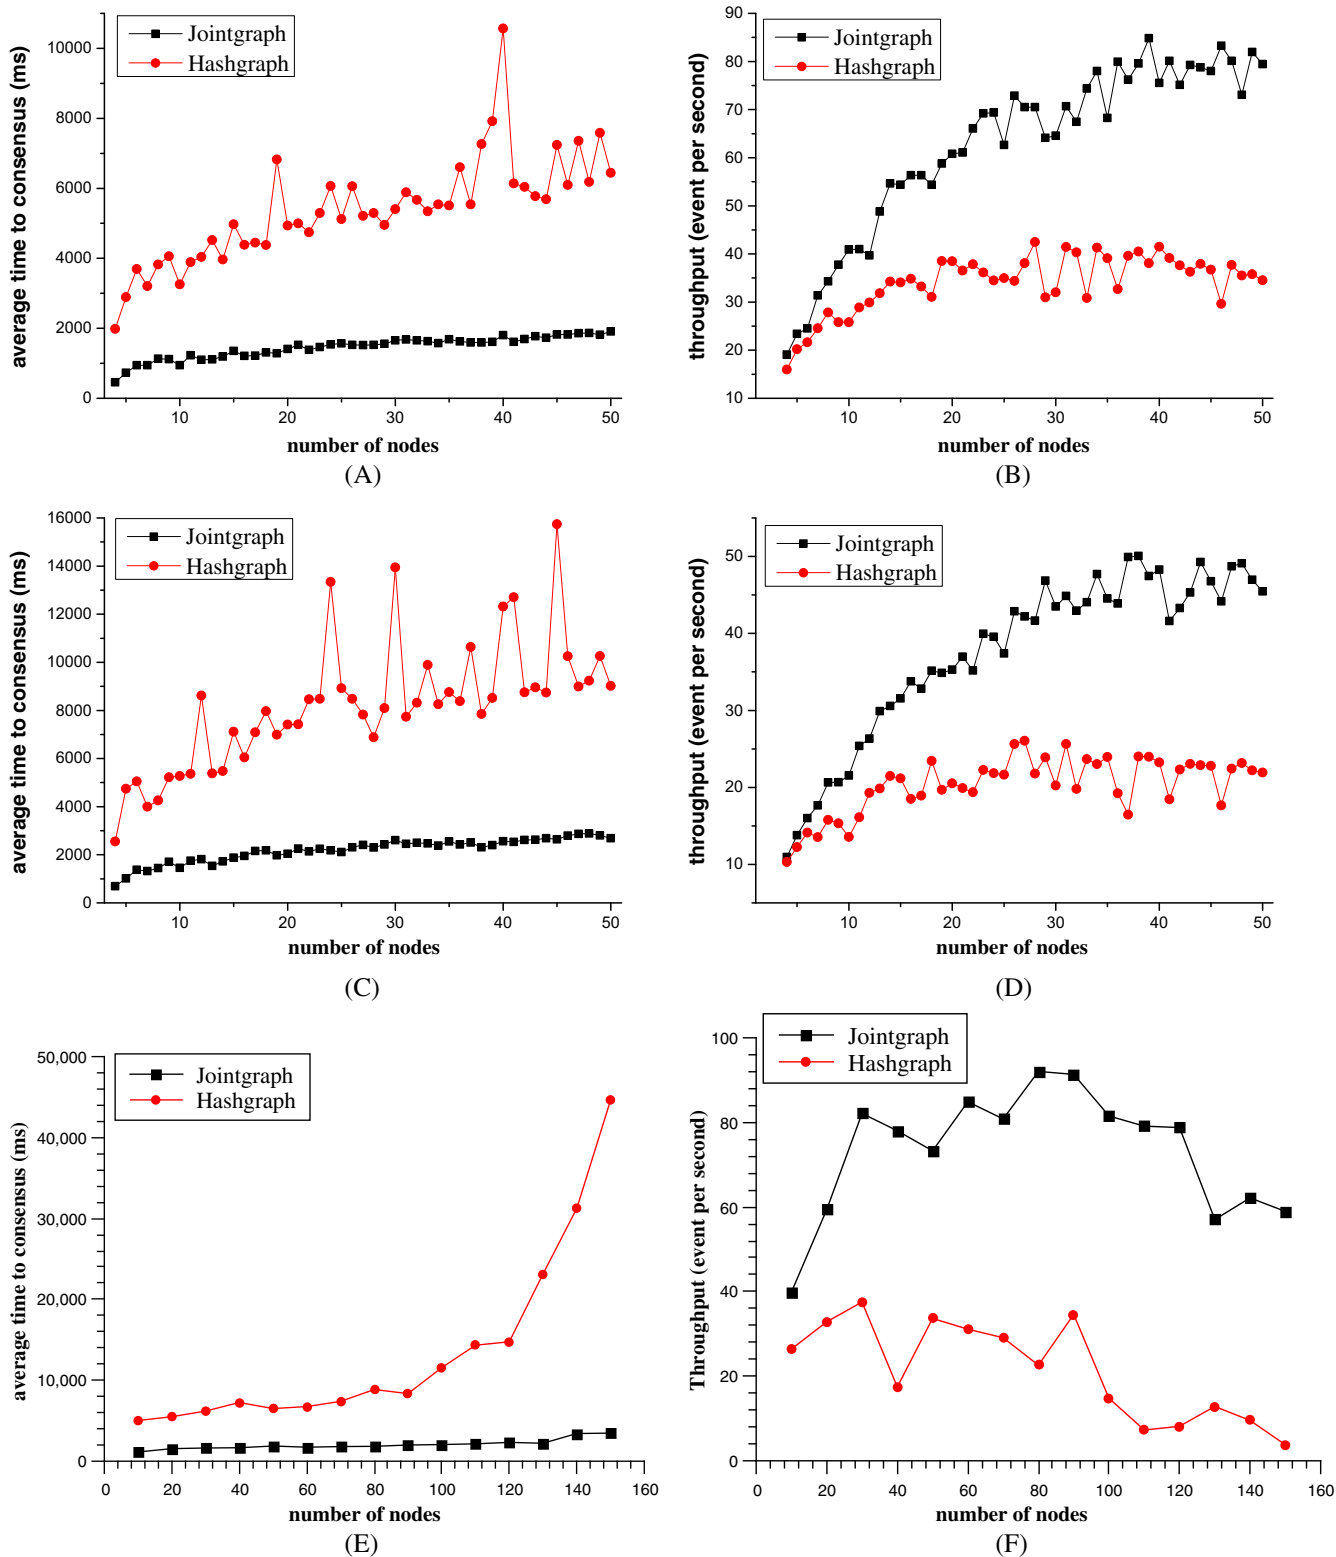 Jointgraph
Hashgraph
average time to consensus (ms)
10000
8000
6000
4000
2000
0
10
20
30
40
50
number of nodes
(A)
Jointgraph
Hashgraph
throughput (event per second)
90
80
70
60
50
40
30
20
10
10
20
30
40
50
number of nodes
(B)
Jointgraph
Hashgraph
average time to consensus (ms)
16000
14000
12000
10000
8000
6000
4000
2000
0
10
20
30
40
50
number of nodes
(C)
Jointgraph
Hashgraph
throughput (event per second)
50
40
30
20
10
10
20
30
40
50
number of nodes
(D)
Jointgraph
Hashgraph
average time to consensus (ms)
50,000
40,000
30,000
20,000
10,000
0
0
20
40
60
80
100
120
140
160
number of nodes
(E)
Jointgraph
Hashgraph
Throughput (event per second)
100
80
60
40
20
0
0
20
40
60
80
100
120
140
160
number of nodes
(F)